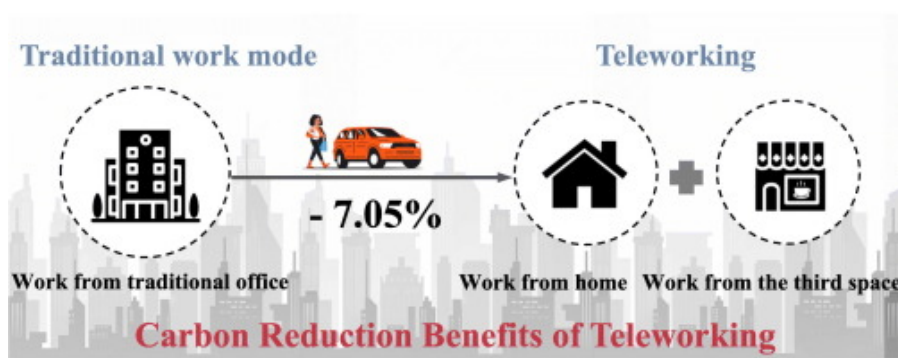 Traditional work mode
Teleworking
- 7.05%
Work from traditional office
Work from home
Work from the third space
Carbon Reduction Benefits of Teleworking